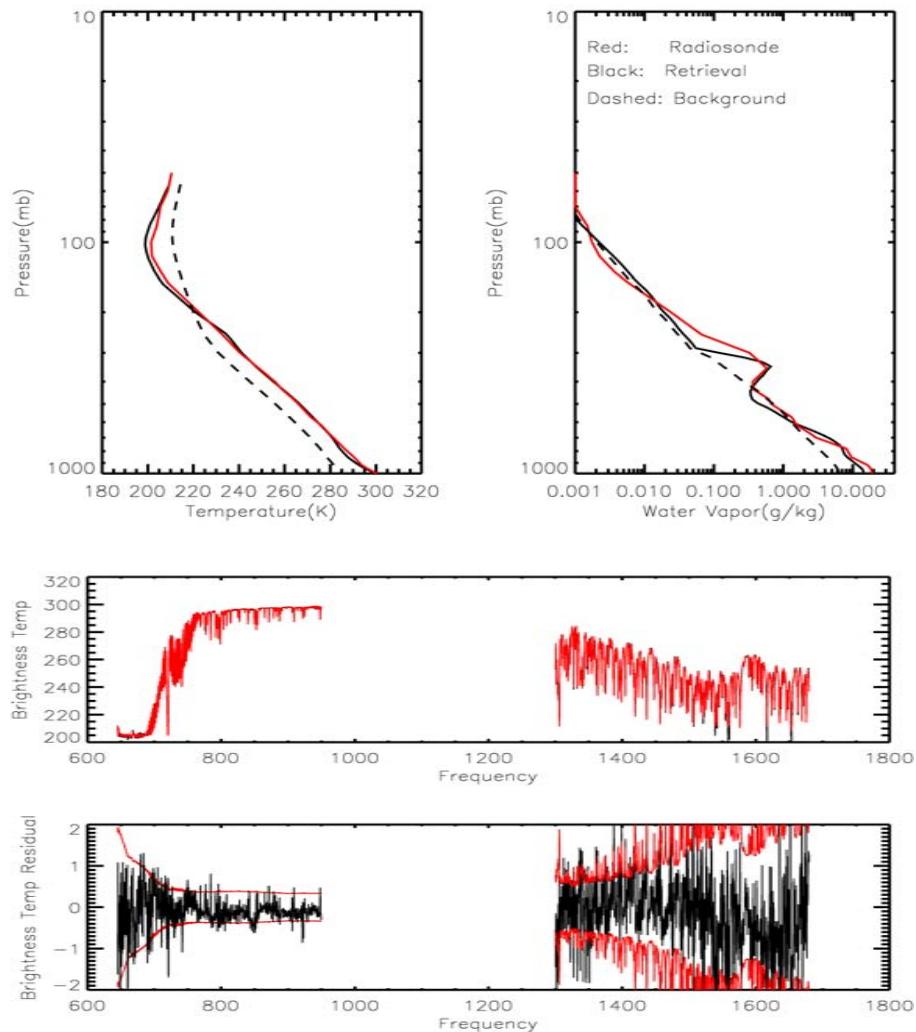 10
100
1000
Pressure(mb)
180 200 220 240 260 280 300 320
Temperature(K)
10
100
1000
Pressure(mb)
Red: Radiosonde
Black: Retrieval
Dashed: Background
0.001 0.010 0.100 1.000 10.000
Water Vapor(g/kg)
320
300
280
260
240
220
200
Brightness Temp
600 800 1000 1200 1400 1600 1800
Frequency
2
1
0
-1
-2
Brightness Temp Residual
600 800 1000 1200 1400 1600 1800
Frequency